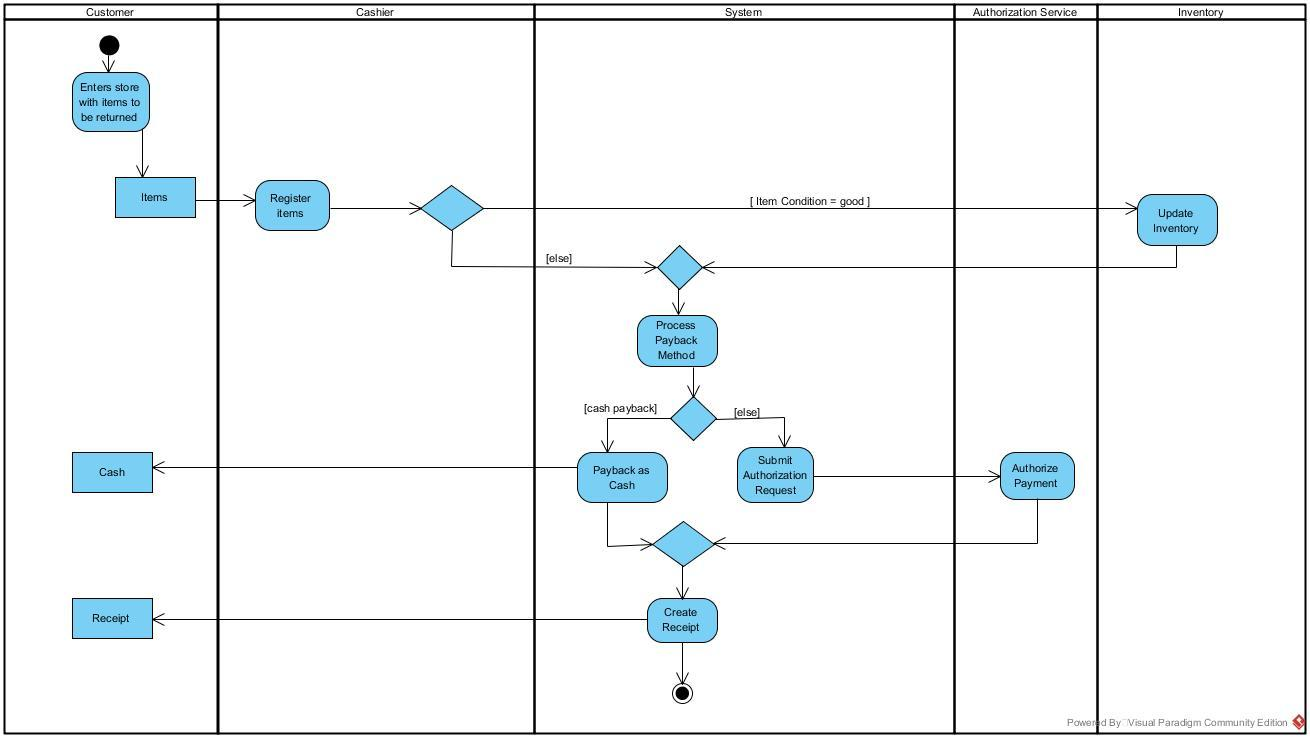 Customer
Cashier
System
Authorization Service
Inventory
Enters store
with items to
be returned
Items
Register
items
[ Item Condition = good ]
Update
Inventory
[else]
Process
Payback
Method
[cash payback]
[else]
Cash
Payback as
Cash
Submit
Authorization
Request
Authorize
Payment
Receipt
Create
Receipt
Powered By Visual Paradigm Community Edition